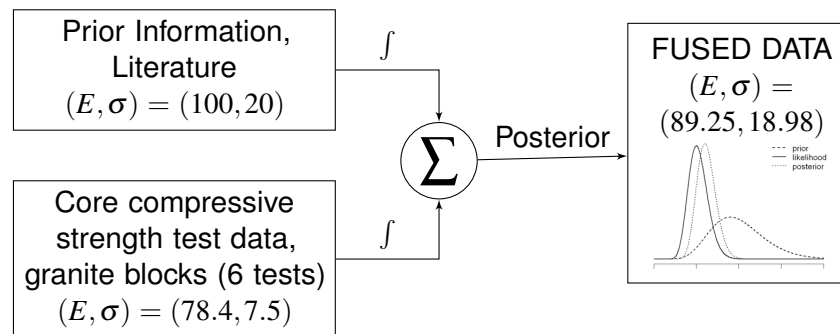 Prior Information,
Literature
(E, σ) = (100, 20)
∫
Core compressive
strength test data,
granite blocks (6 tests)
(E, σ) = (78.4, 7.5)
∫
Σ
Posterior
FUSED DATA
(E, σ) =
(89.25, 18.98)
prior
likelihood
posterior